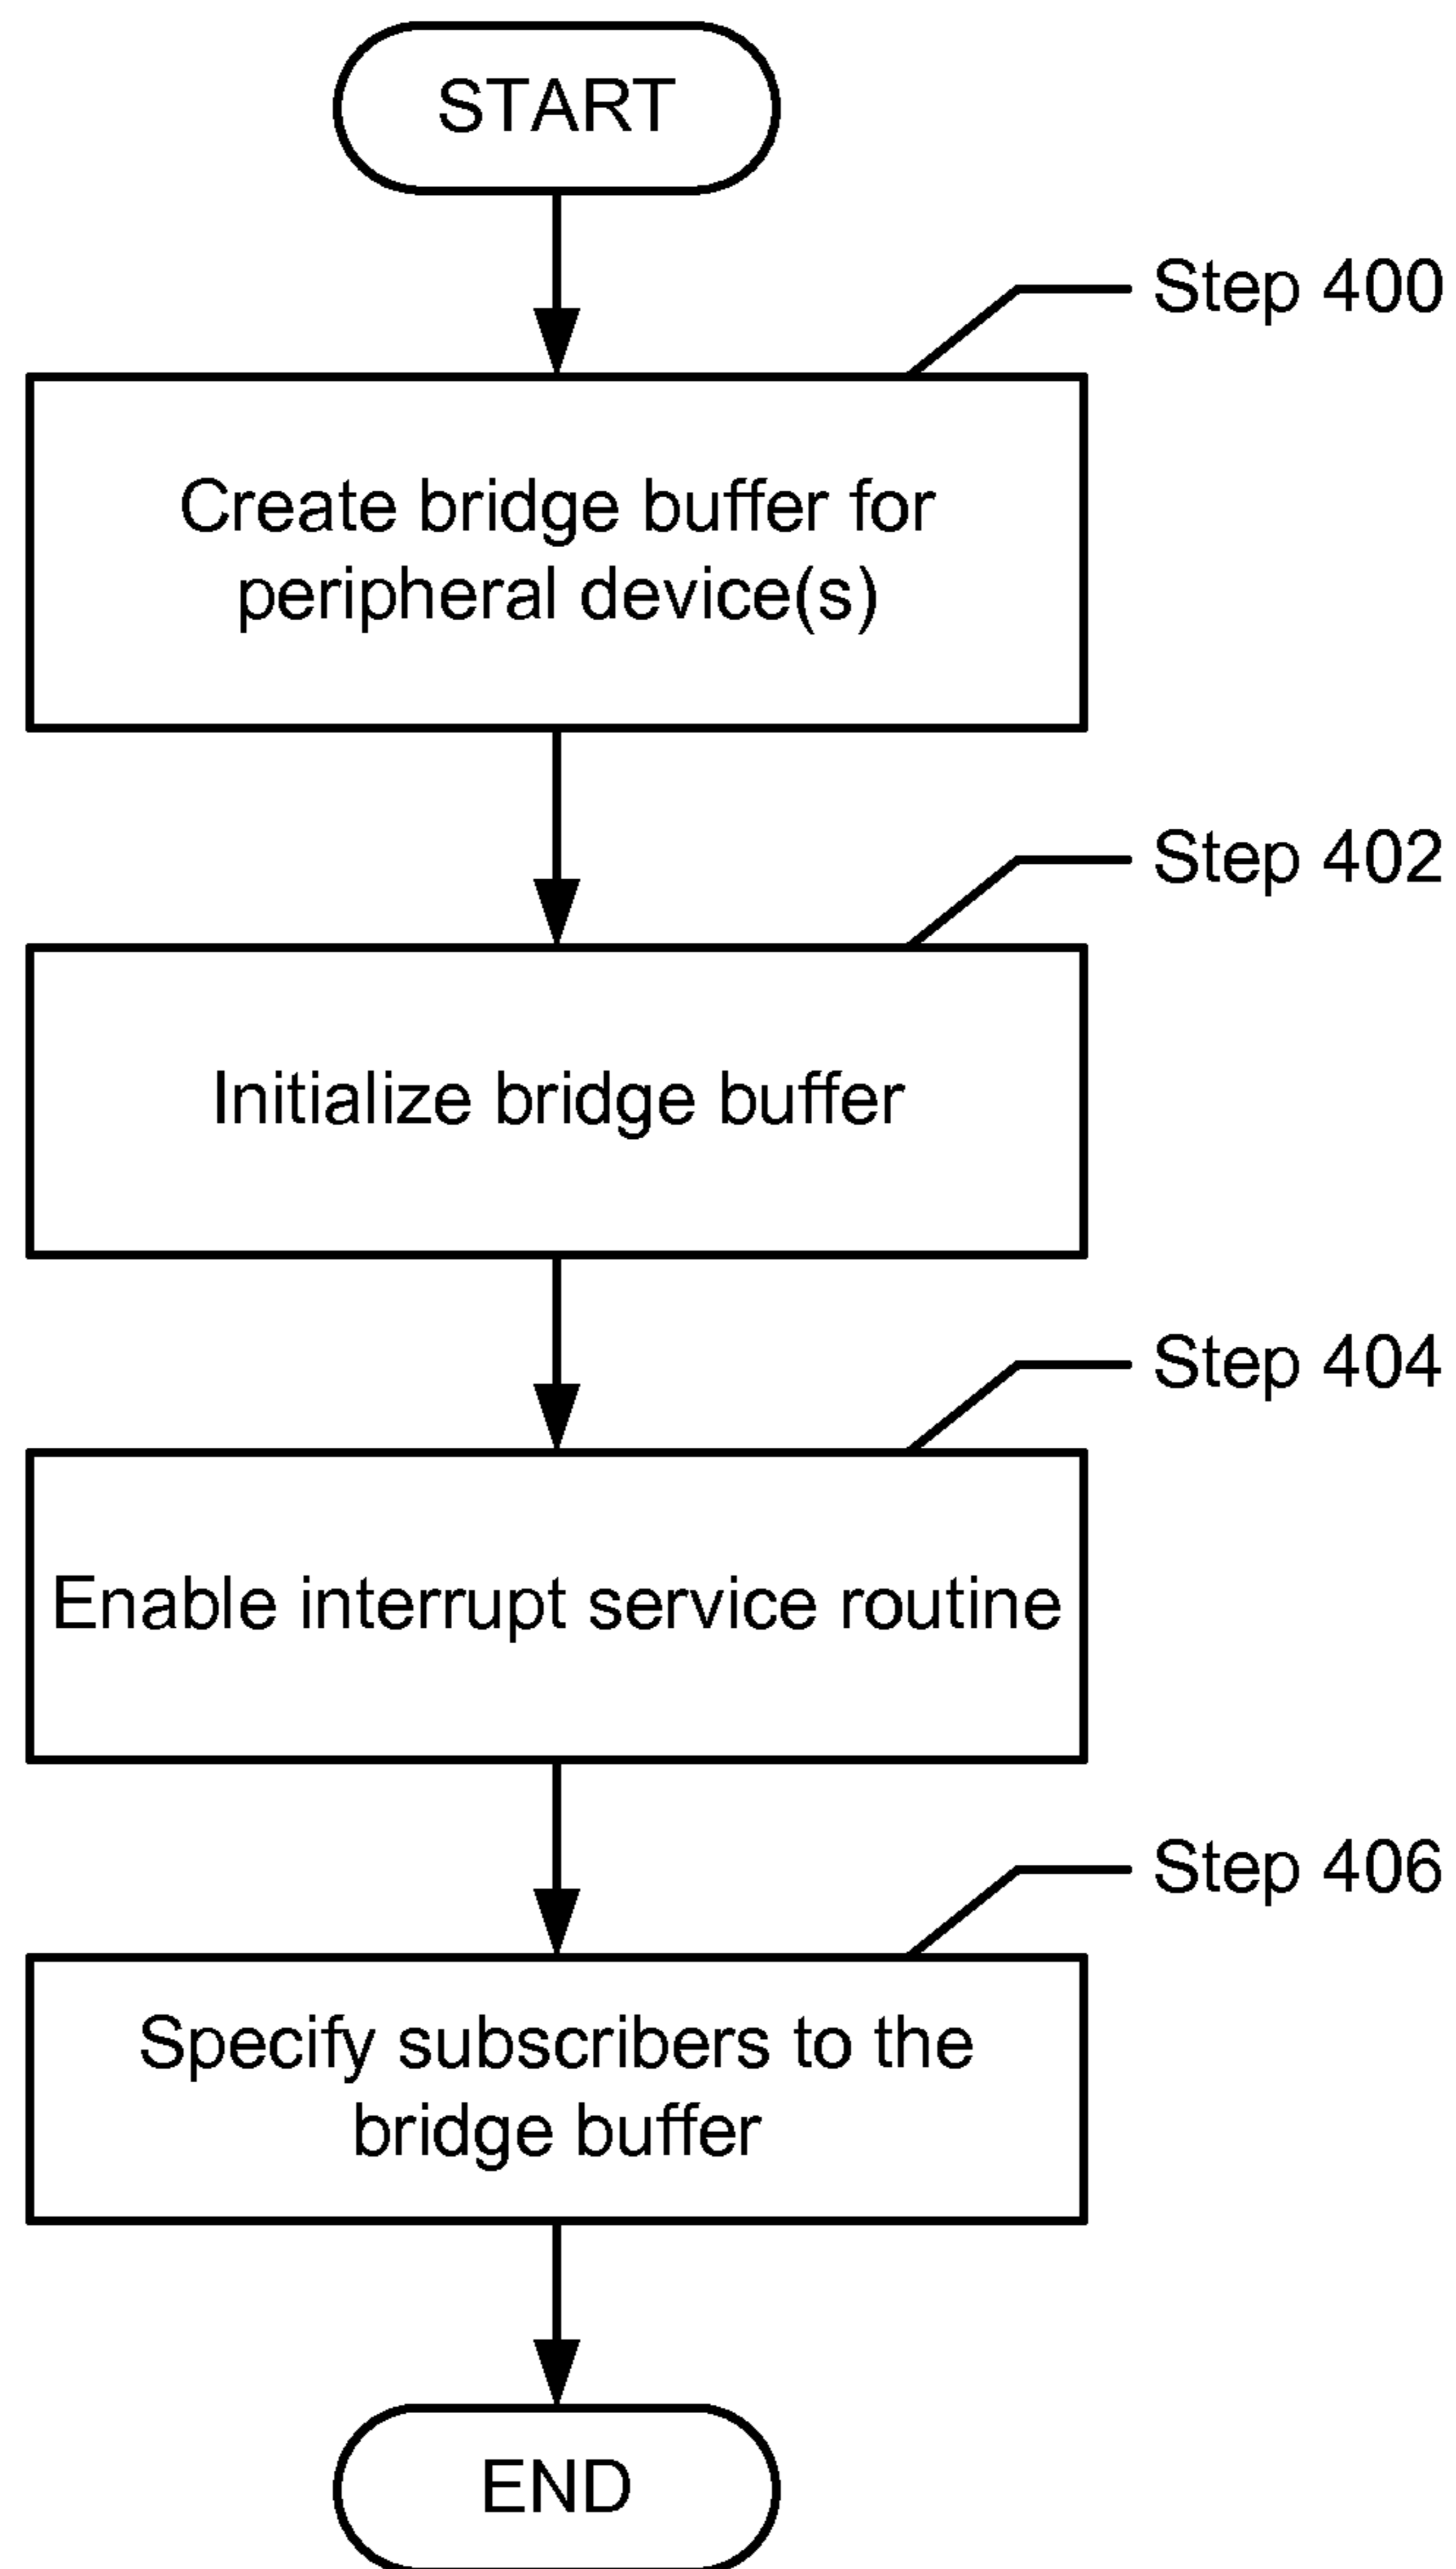 START
Step 400
Create bridge buffer for
peripheral device(s)
Step 402
Initialize bridge buffer
Step 404
Enable interrupt service routine
Step 406
Specify subscribers to the
bridge buffer
END